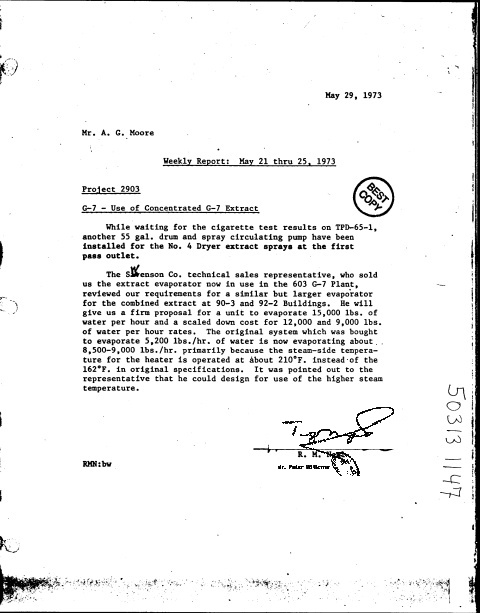 May 29, 1973
Mr. A. G. Moore
Weekly Report: May 21 thru 25, 1973
Project 2903
BEST
COPY
G-7 - Use of Concentrated G-7 Extract
While waiting for the cigarette test results on TPD-65-1,
another 55 gal. drum and spray circulating pump have been
installed for the No. 4 Dryer extract sprays at the first
pass outlet.
The Swenson Co. technical sales representative, who sold
us the extract evaporator now in use in the 603 G-7 Plant,
reviewed our requirements for a similar but larger evaporator
for the combined extract at 90-3 and 92-2 Buildings. He will
give us a firm proposal for a unit to evaporate 15,000 lbs. of
water per hour and a scaled down cost for 12,000 and 9,000 lbs.
of water per hour rates. The original system which was bought
to evaporate 5,200 lbs./hr. of water is now evaporating about
8,500-9,000 lbs./hr. primarily because the steam-side tempera-
ture for the heater is operated at about 210°F. instead of the
162°F. in original specifications. It was pointed out to the
representative that he could design for use of the higher steam
temperature.
R. M.
RMN:bw
50313 1147